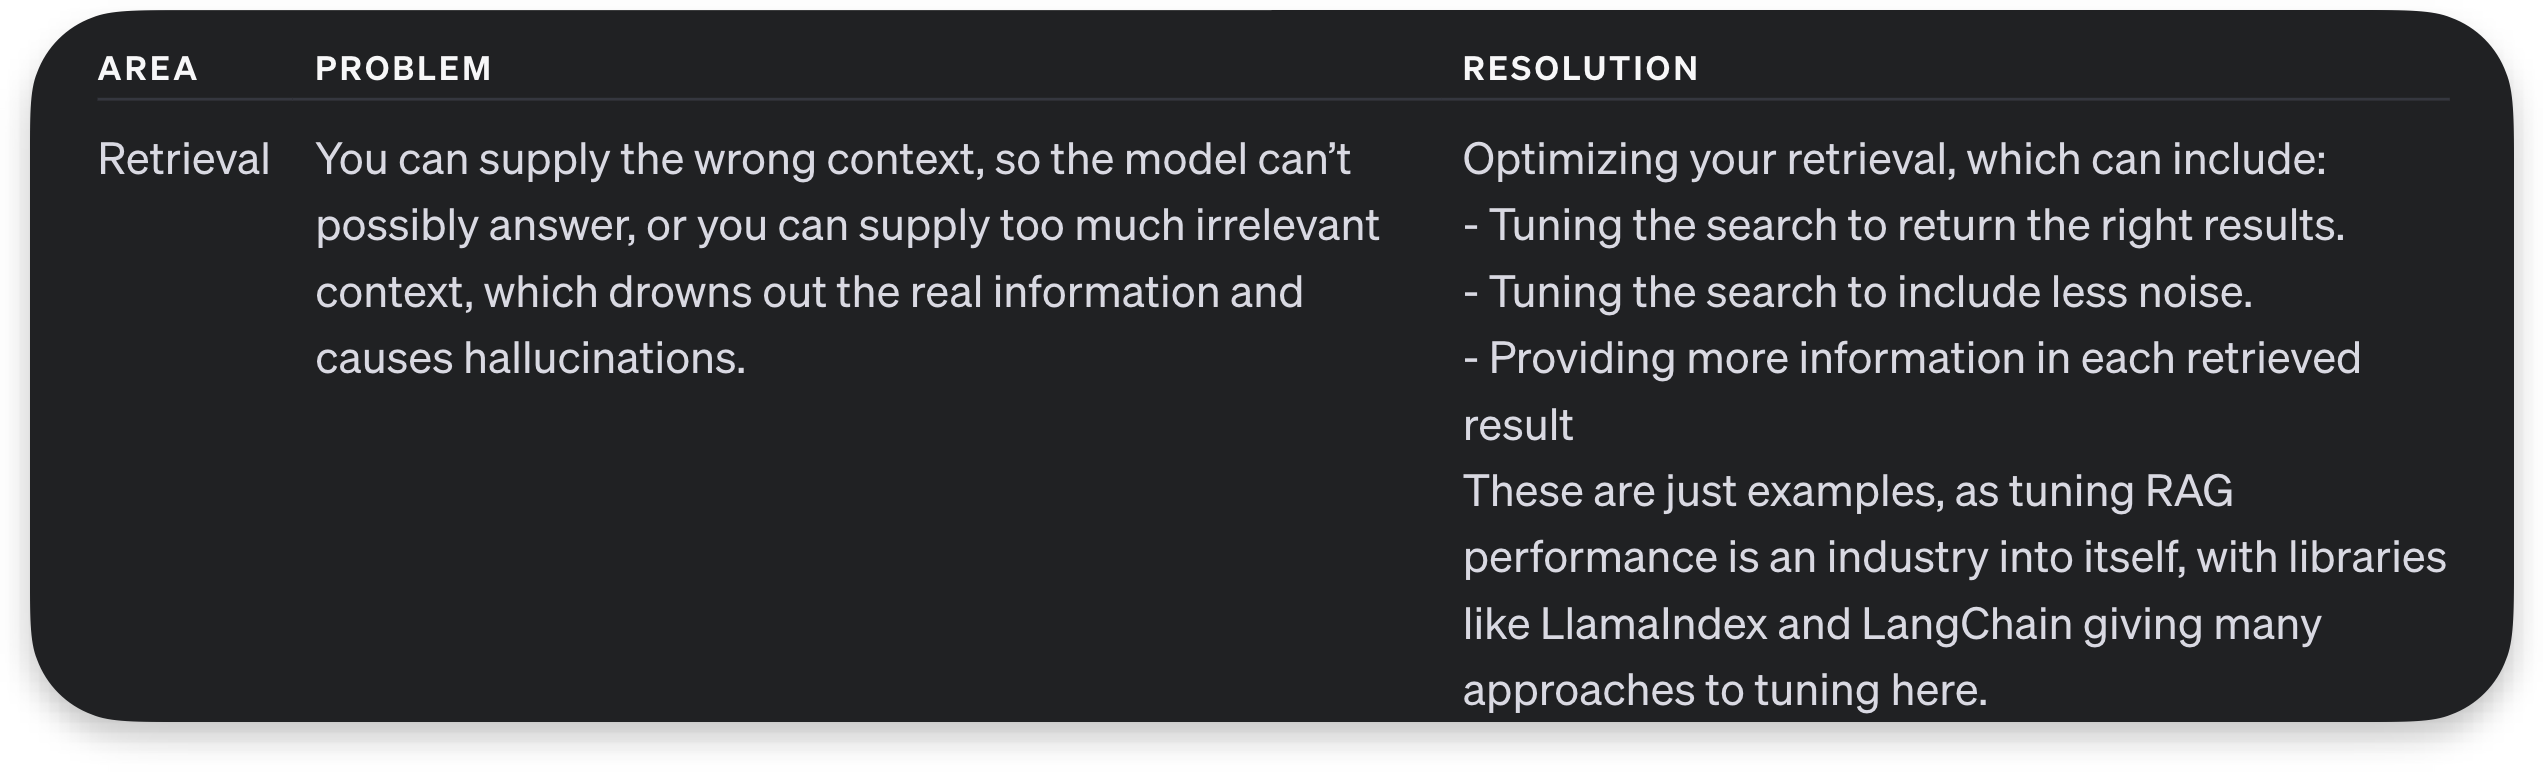 AREA
PROBLEM
RESOLUTION
Retrieval
You can supply the wrong context, so the model can’t
possibly answer, or you can supply too much irrelevant
context, which drowns out the real information and
causes hallucinations.
Optimizing your retrieval, which can include:
- Tuning the search to return the right results.
- Tuning the search to include less noise.
- Providing more information in each retrieved
result
These are just examples, as tuning RAG
performance is an industry into itself, with libraries
like LlamaIndex and LangChain giving many
approaches to tuning here.